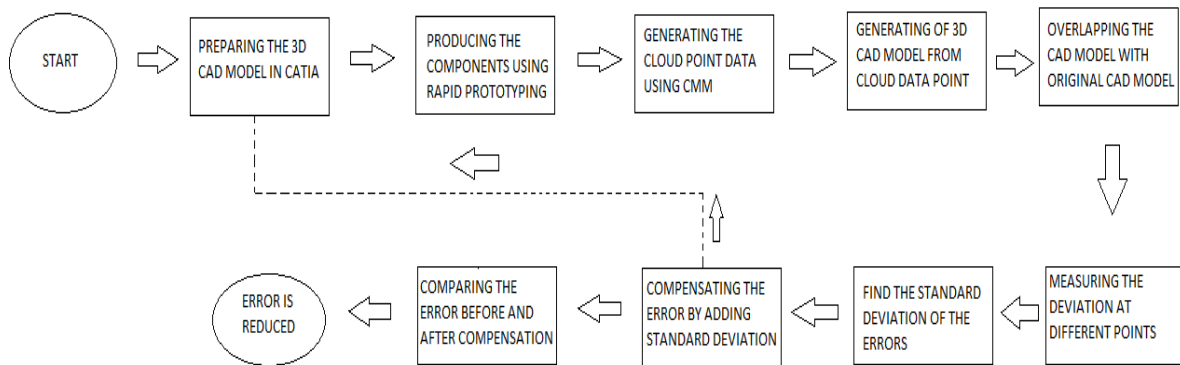 START
PREPARING THE 3D
CAD MODEL IN CATIA
PRODUCING THE
COMPONENTS USING
RAPID PROTOTYPING
GENERATING THE
CLOUD POINT DATA
USING CMM
GENERATING OF 3D
CAD MODEL FROM
CLOUD DATA POINT
OVERLAPPING THE
CAD MODEL WITH
ORIGINAL CAD MODEL
MEASURING THE
DEVIATION AT
DIFFERENT POINTS
FIND THE STANDARD
DEVIATION OF THE
ERRORS
COMPENSATING THE
ERROR BY ADDING
STANDARD DEVIATION
COMPARING THE
ERROR BEFORE AND
AFTER COMPENSATION
ERROR IS
REDUCED